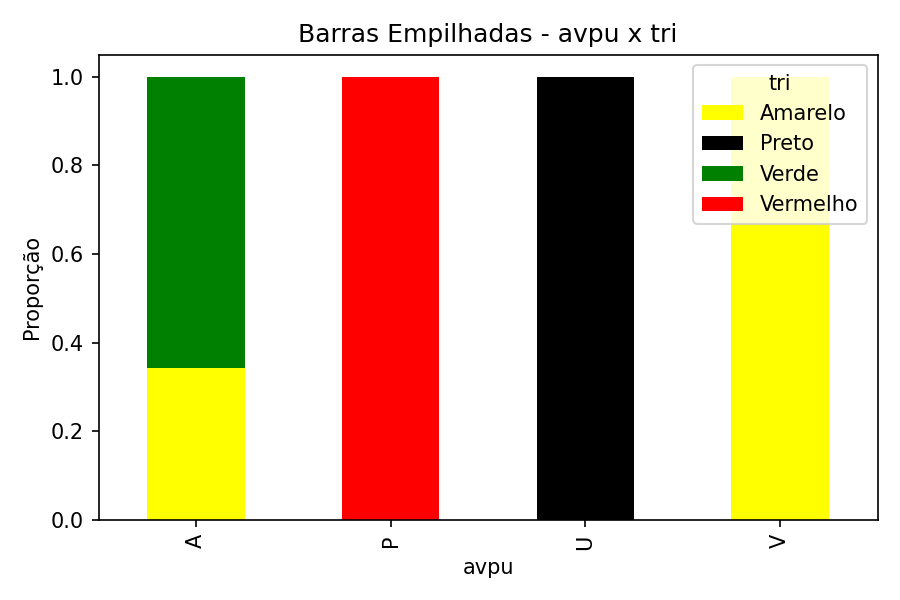 Barras Empilhadas - avpu x tri
tri
Amarelo
Preto
Verde
Vermelho
Proporção
1.0
0.8
0.6
0.4
0.2
0.0
A
P
U
V
avpu